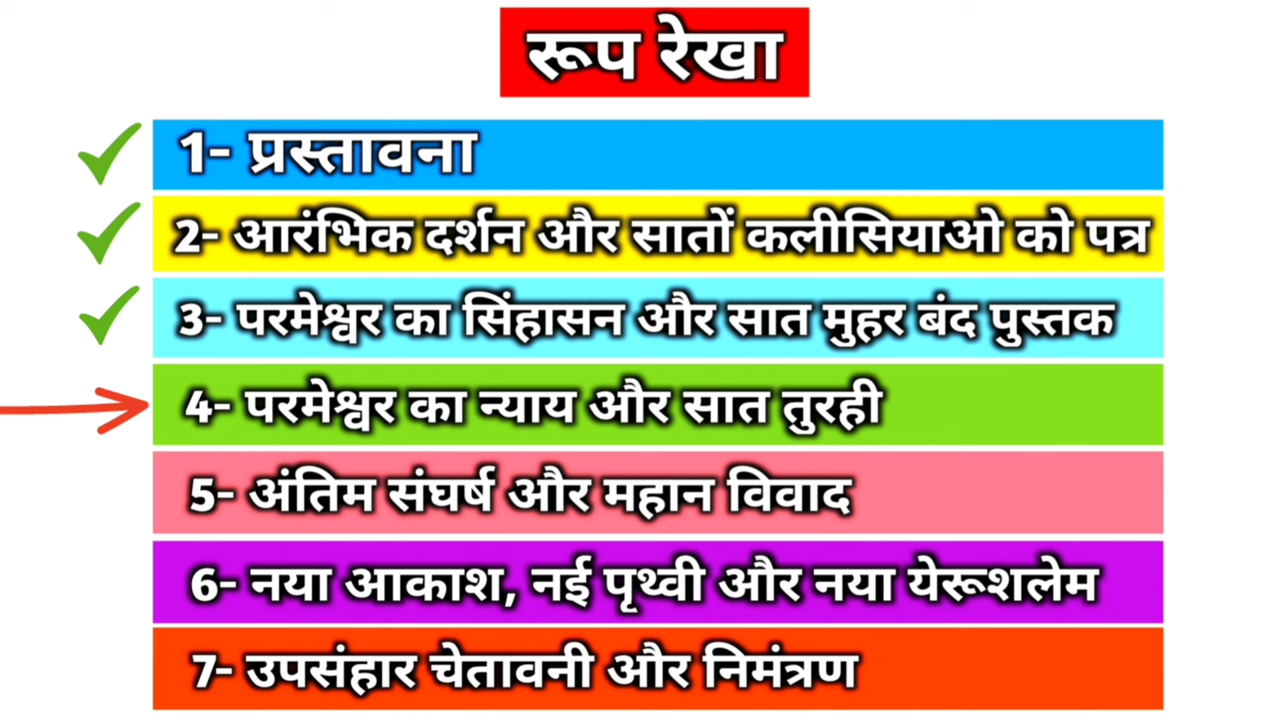 रूप रेखा
1- प्रस्तावना
2- आरंभिक दर्शन और सातों कलीसियाओ को पत्र
3- परमेश्वर का सिंहासन और सात मुहर बंद पुस्तक
4- परमेश्वर का न्याय और सात तुरही
5- अंतिम संघर्ष और महान विवाद
6- नया आकाश, नई पृथ्वी और नया येरूशलेम
7- उपसंहार चेतावनी और निमंत्रण